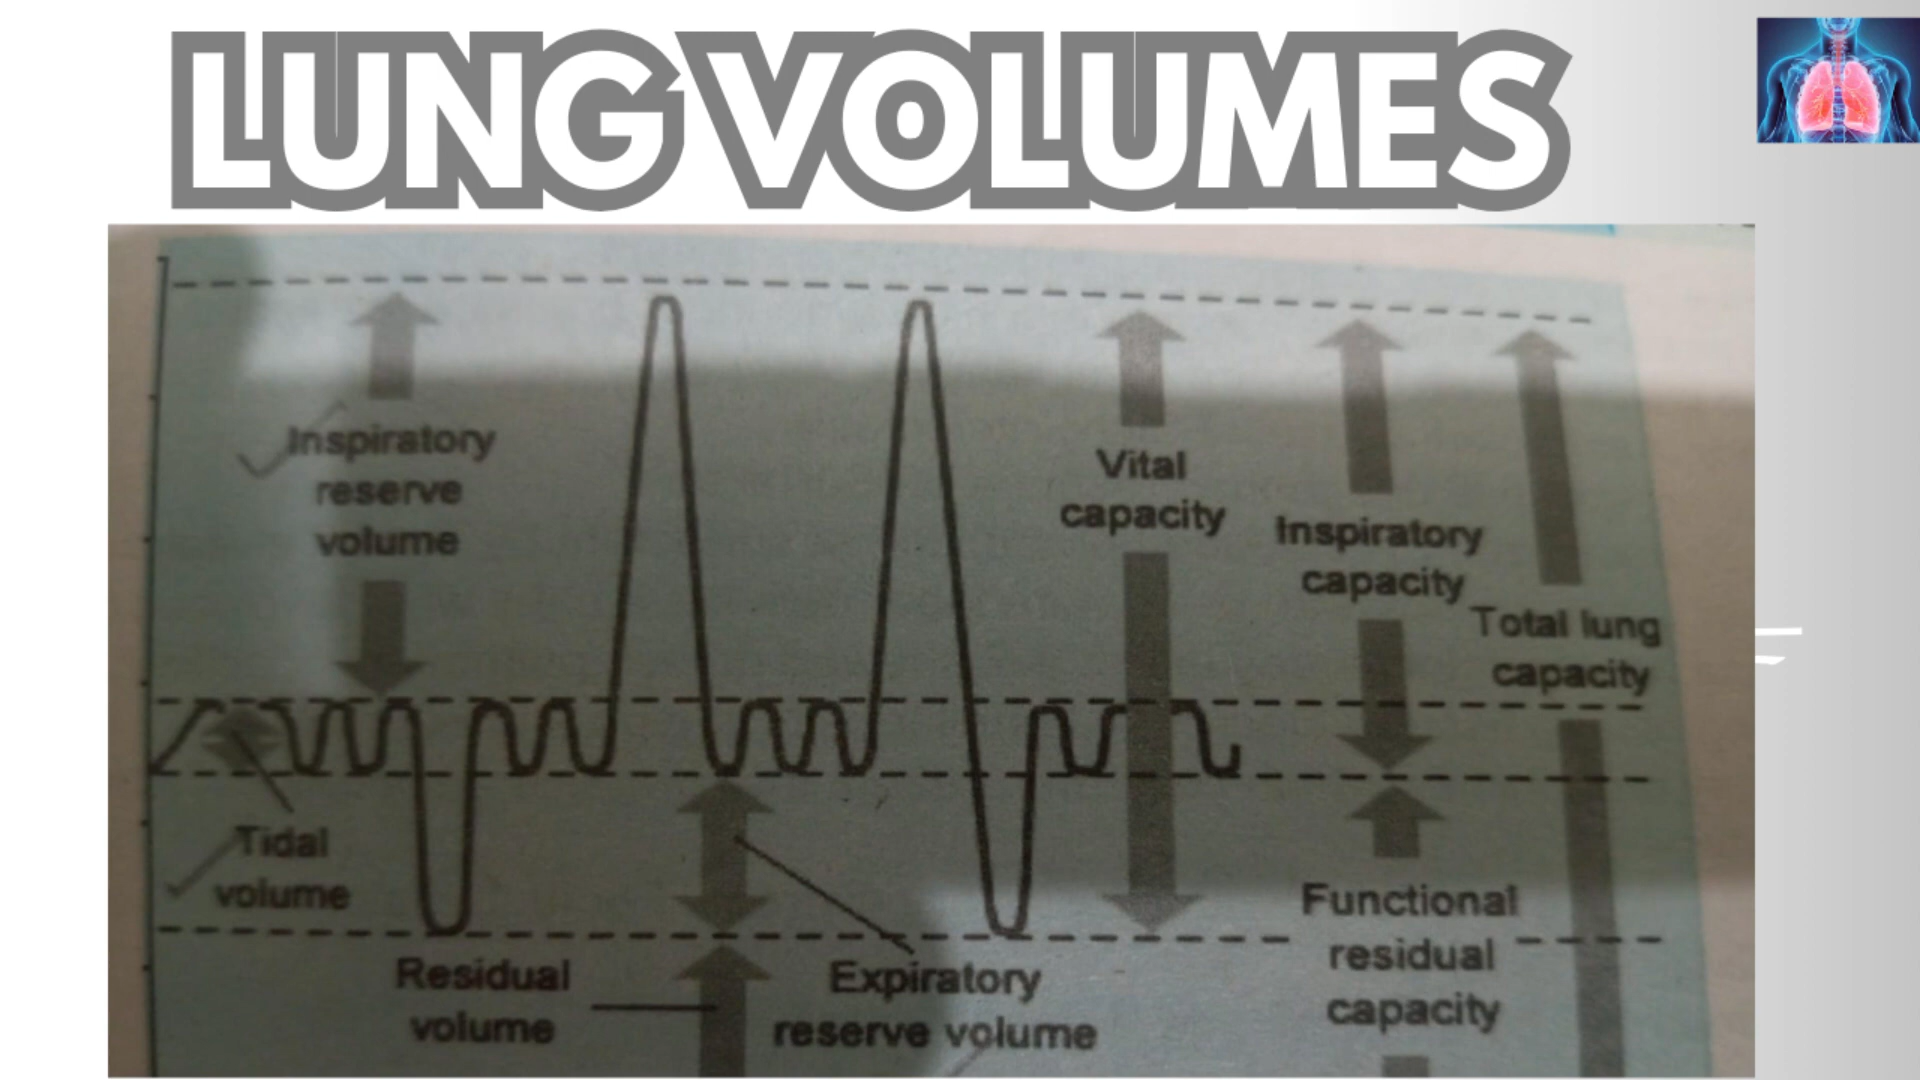 LUNG VOLUMES
Inspiratory
reserve
volume
Vital
capacity
Inspiratory
capacity
Total lung
capacity
Tidal
volume
Residual
volume
Expiratory
reserve volume
Functional
residual
capacity